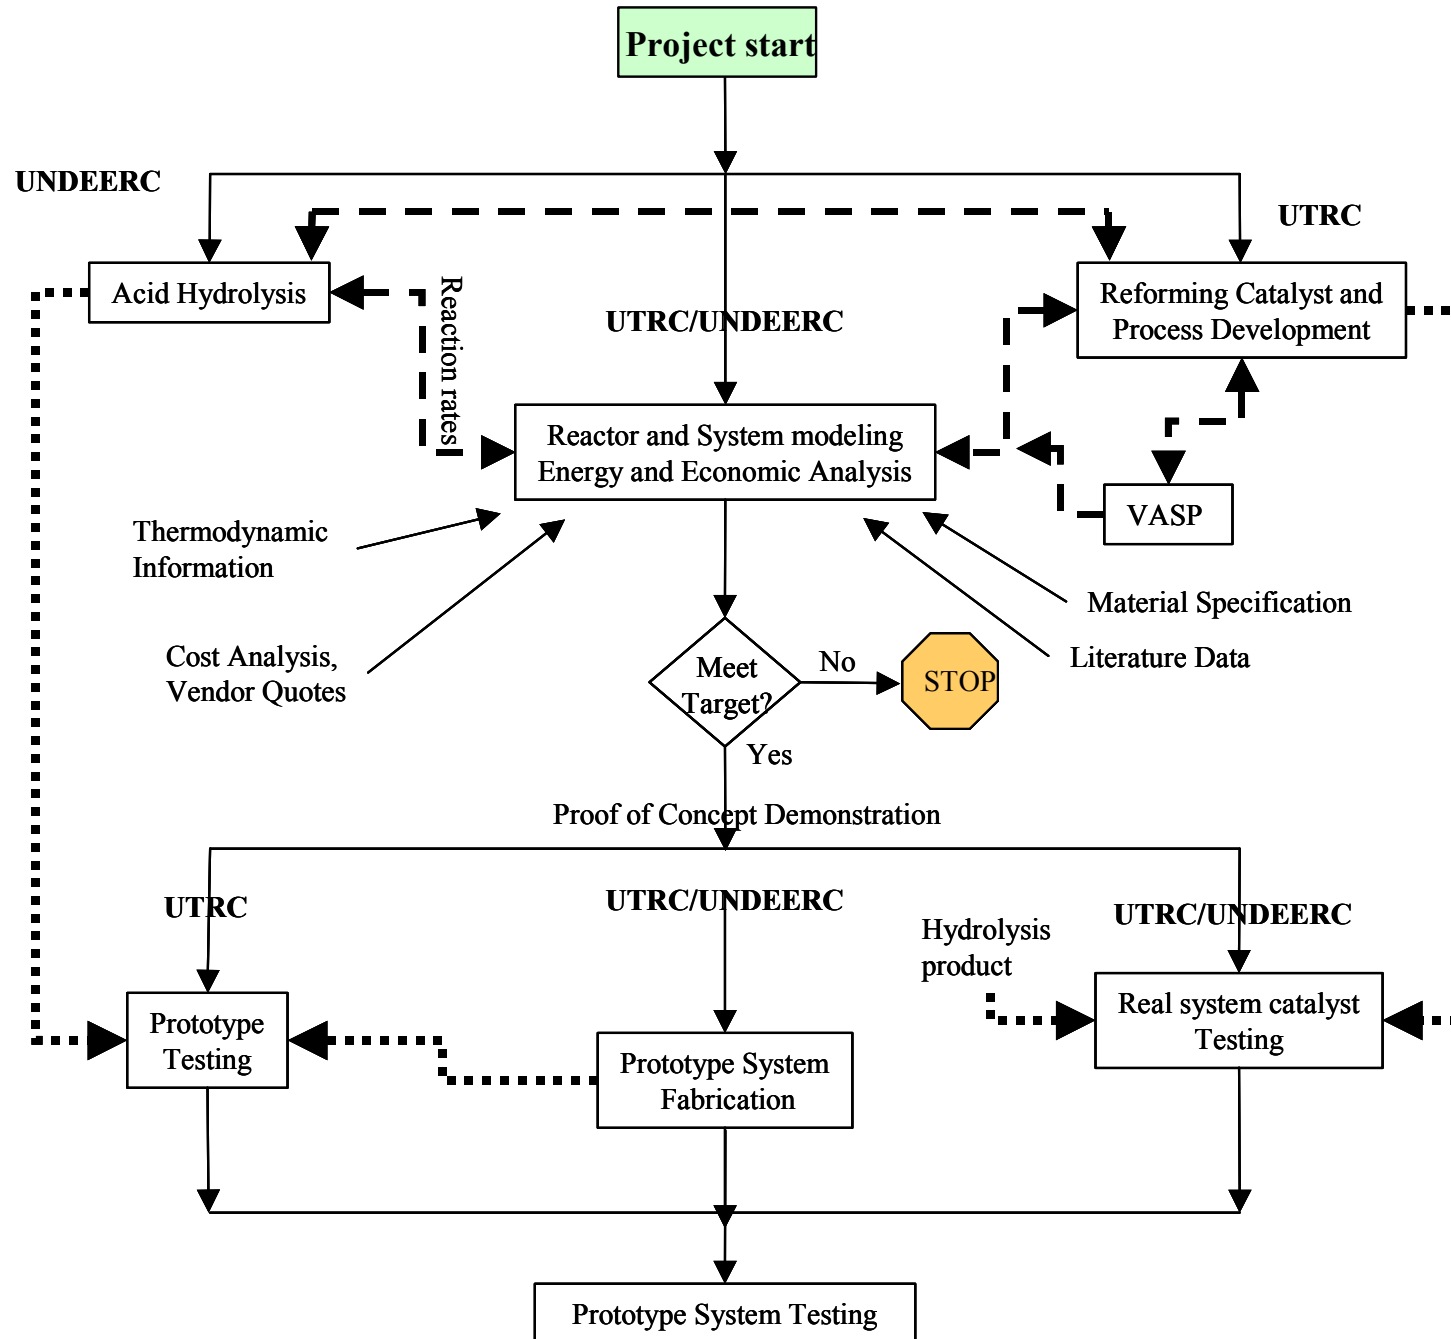 Project start
UNDEERC
UTRC
Acid Hydrolysis
Reaction rates
UTRC/UNDEERC
Reforming Catalyst and
Process Development
Reactor and System modeling
Energy and Economic Analysis
VASP
Thermodynamic
Information
Material Specification
Cost Analysis,
Vendor Quotes
Literature Data
Meet
Target?
No
STOP
Yes
Proof of Concept Demonstration
UTRC
UTRC/UNDEERC
UTRC/UNDEERC
Hydrolysis
product
Prototype
Testing
Prototype System
Fabrication
Real system catalyst
Testing
Prototype System Testing